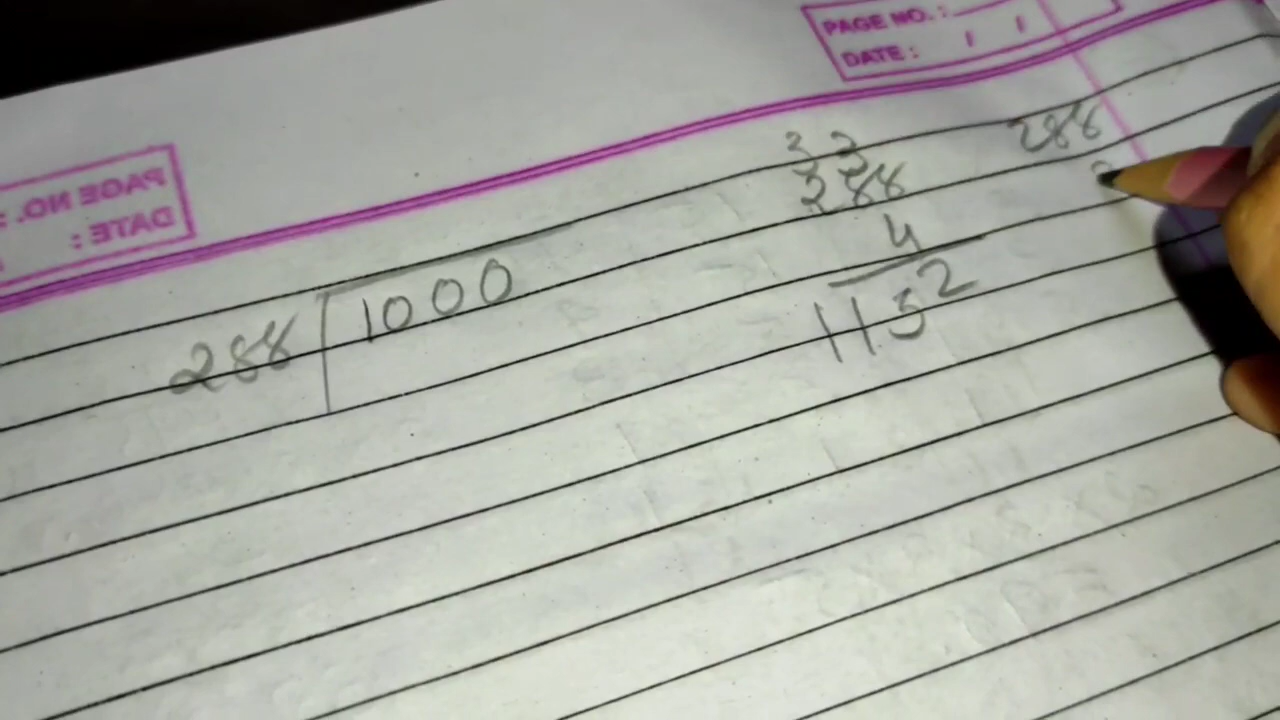 PAGE NO. :
DATE :
PAGE NO. :
DATE :
3 3
288
4
1152
288
288 1000